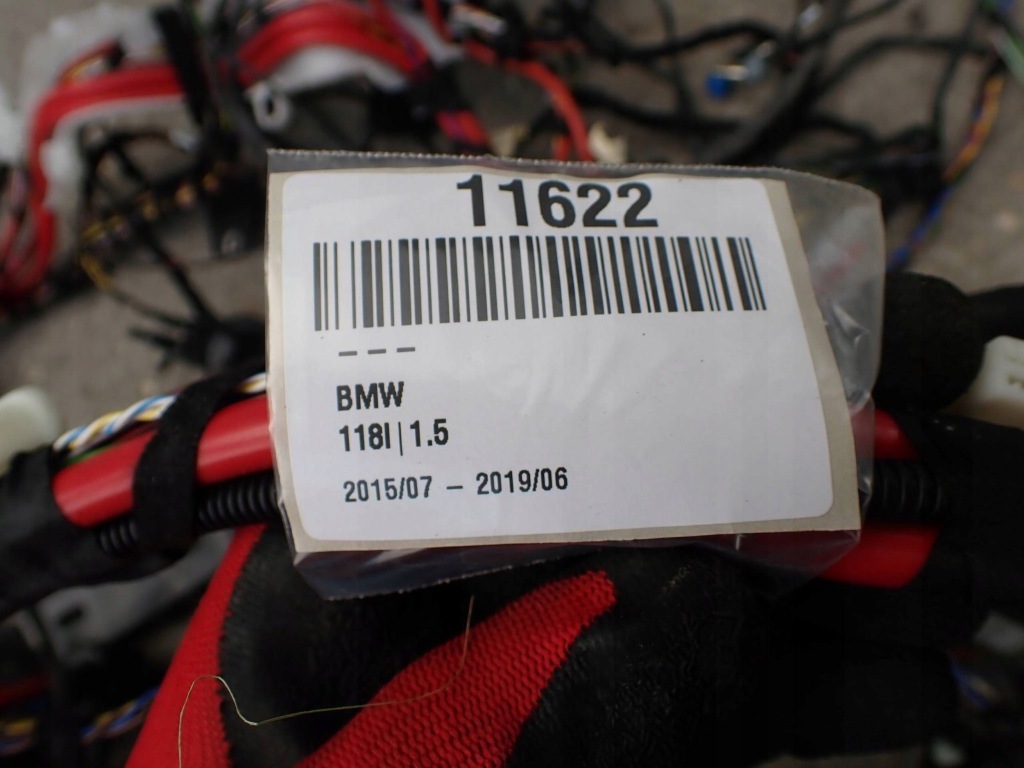 11622
– – –
BMW
118I | 1.5
2015/07 – 2019/06